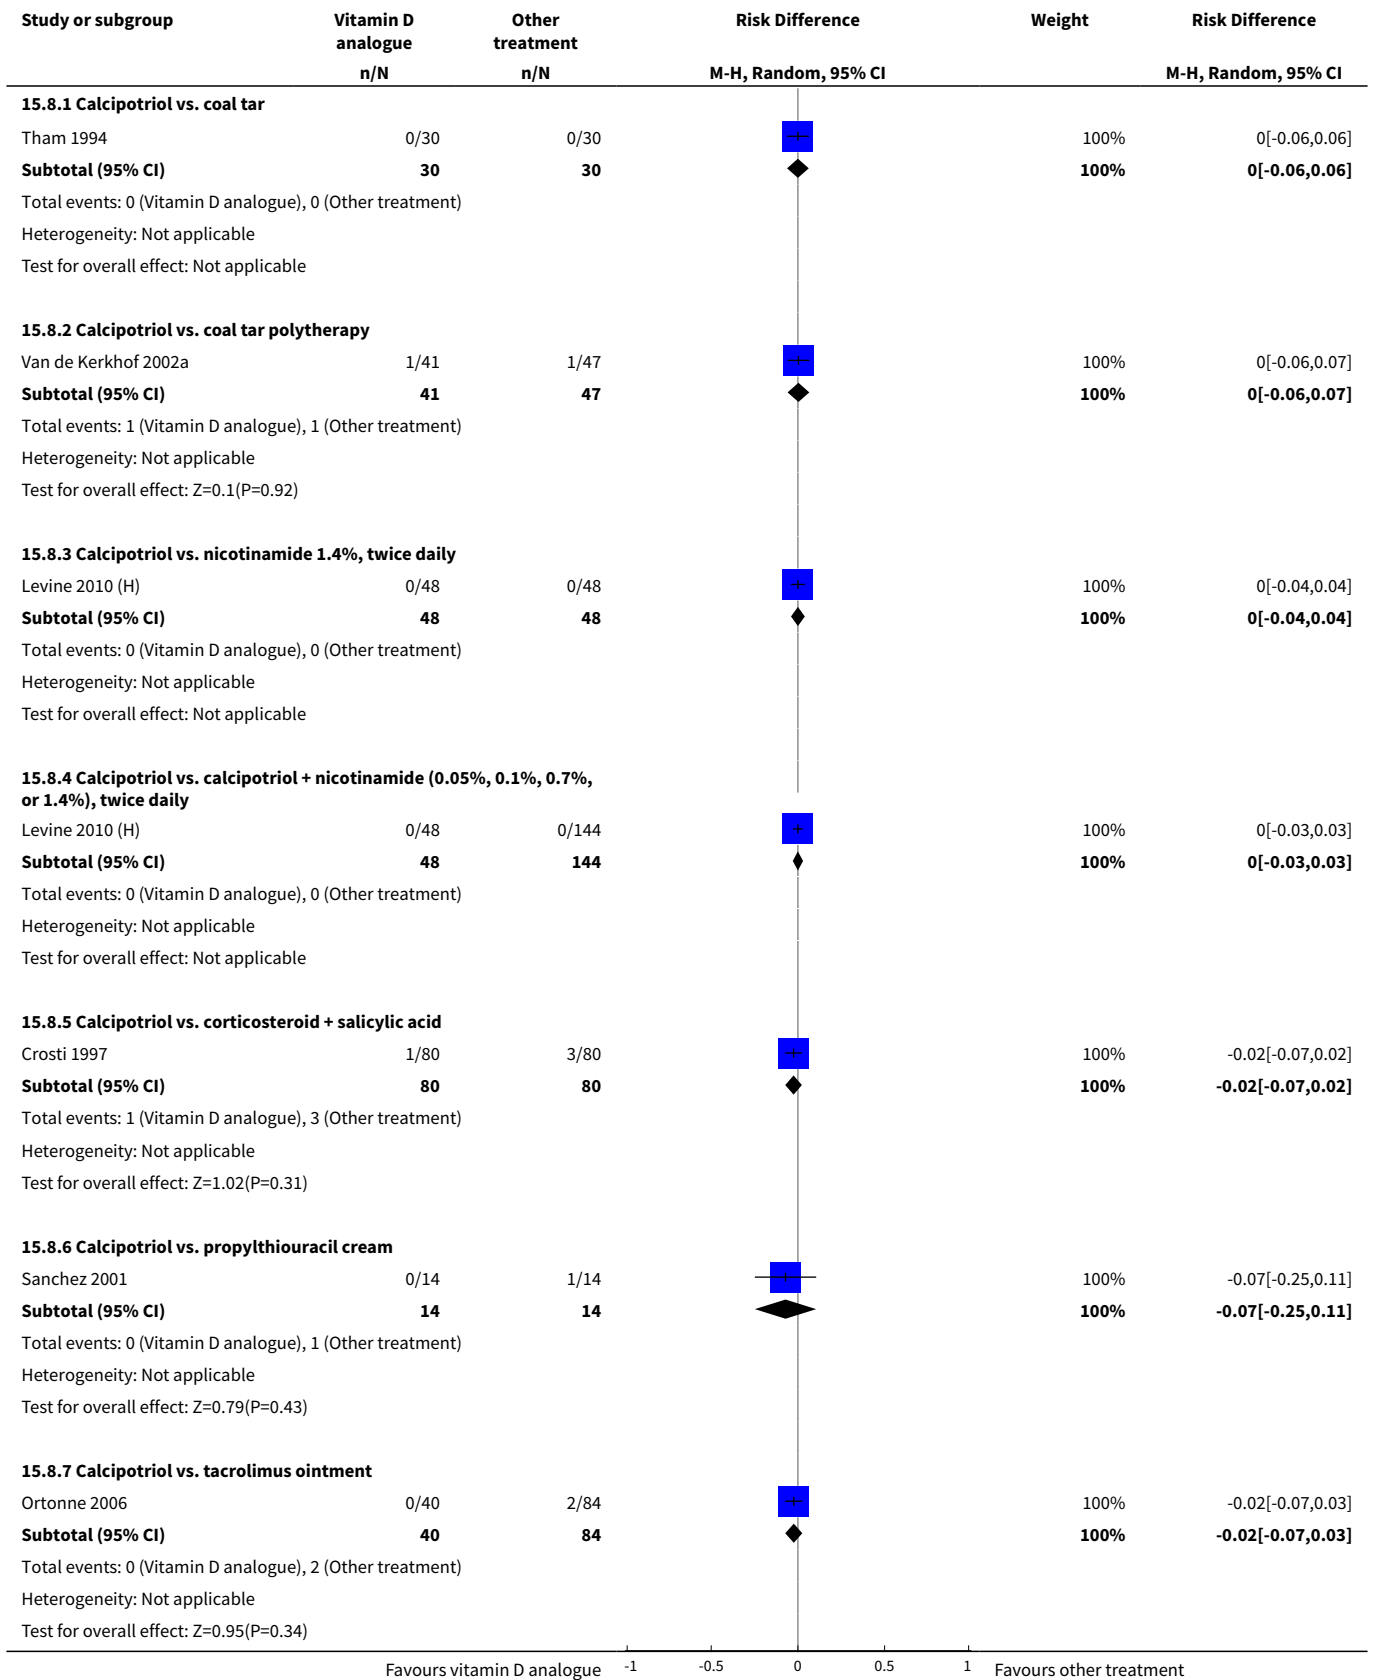 Study or subgroup Vitamin D analogue Other treatment Risk Difference Weight Risk Difference
n/N n/N M-H, Random, 95% CI M-H, Random, 95% CI
15.8.1 Calcipotriol vs. coal tar
Tham 1994 0/30 0/30 100% 0[-0.06,0.06]
Subtotal (95% CI) 30 30 100% 0[-0.06,0.06]
Total events: 0 (Vitamin D analogue), 0 (Other treatment)
Heterogeneity: Not applicable
Test for overall effect: Not applicable
15.8.2 Calcipotriol vs. coal tar polytherapy
Van de Kerkhof 2002a 1/41 1/47 100% 0[-0.06,0.07]
Subtotal (95% CI) 41 47 100% 0[-0.06,0.07]
Total events: 1 (Vitamin D analogue), 1 (Other treatment)
Heterogeneity: Not applicable
Test for overall effect: Z=0.1(P=0.92)
15.8.3 Calcipotriol vs. nicotinamide 1.4%, twice daily
Levine 2010 (H) 0/48 0/48 100% 0[-0.04,0.04]
Subtotal (95% CI) 48 48 100% 0[-0.04,0.04]
Total events: 0 (Vitamin D analogue), 0 (Other treatment)
Heterogeneity: Not applicable
Test for overall effect: Not applicable
15.8.4 Calcipotriol vs. calcipotriol + nicotinamide (0.05%, 0.1%, 0.7%,
or 1.4%), twice daily
Levine 2010 (H) 0/48 0/144 100% 0[-0.03,0.03]
Subtotal (95% CI) 48 144 100% 0[-0.03,0.03]
Total events: 0 (Vitamin D analogue), 0 (Other treatment)
Heterogeneity: Not applicable
Test for overall effect: Not applicable
15.8.5 Calcipotriol vs. corticosteroid + salicylic acid
Crosti 1997 1/80 3/80 100% -0.02[-0.07,0.02]
Subtotal (95% CI) 80 80 100% -0.02[-0.07,0.02]
Total events: 1 (Vitamin D analogue), 3 (Other treatment)
Heterogeneity: Not applicable
Test for overall effect: Z=1.02(P=0.31)
15.8.6 Calcipotriol vs. propylthiouracil cream
Sanchez 2001 0/14 1/14 100% -0.07[-0.25,0.11]
Subtotal (95% CI) 14 14 100% -0.07[-0.25,0.11]
Total events: 0 (Vitamin D analogue), 1 (Other treatment)
Heterogeneity: Not applicable
Test for overall effect: Z=0.79(P=0.43)
15.8.7 Calcipotriol vs. tacrolimus ointment
Ortonne 2006 0/40 2/84 100% -0.02[-0.07,0.03]
Subtotal (95% CI) 40 84 100% -0.02[-0.07,0.03]
Total events: 0 (Vitamin D analogue), 2 (Other treatment)
Heterogeneity: Not applicable
Test for overall effect: Z=0.95(P=0.34)
Favours vitamin D analogue -1 -0.5 0 0.5 1 Favours other treatment